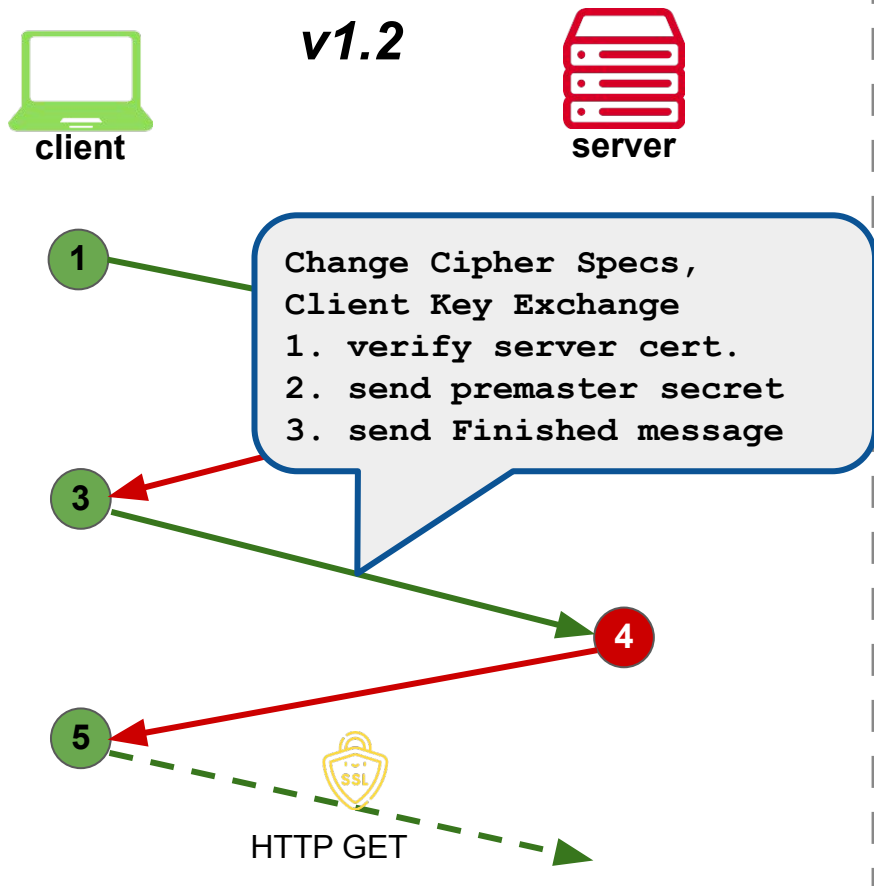 v1.2
client
server
1
Change Cipher Specs,
Client Key Exchange
1. verify server cert.
2. send premaster secret
3. send Finished message
3
4
5
SSL
HTTP GET